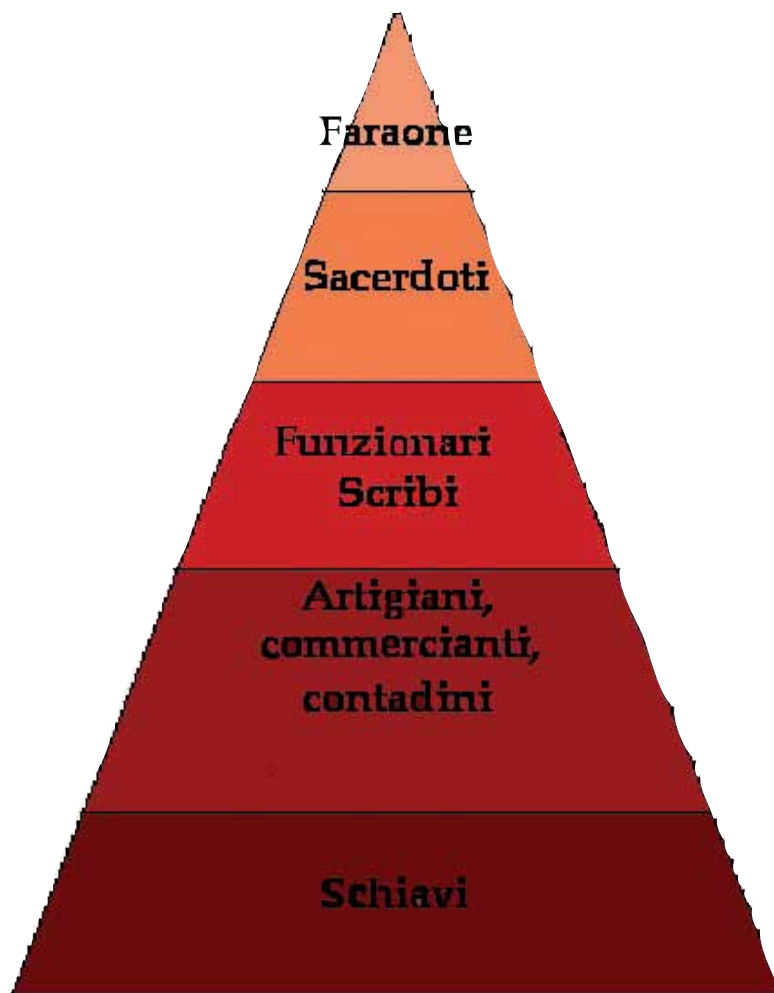 Faraone
Sacerdoti
Funzionari
Scribi
Artigiani,
commercianti,
contadini
Schiavi